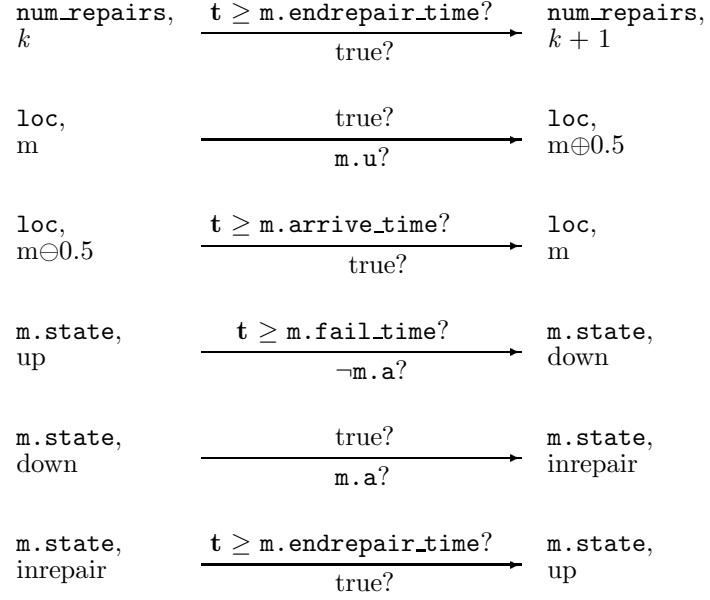 num_repairs, t ≥ m.endrepair_time? num_repairs,
k true? k + 1
loc, true? loc,
m m.u? m⊕0.5
loc, t ≥ m.arrive_time? loc,
m⊖0.5 true? m
m.state, t ≥ m.fail_time? m.state,
up ¬m.a? down
m.state, true? m.state,
down m.a? inrepair
m.state, t ≥ m.endrepair_time? m.state,
inrepair true? up